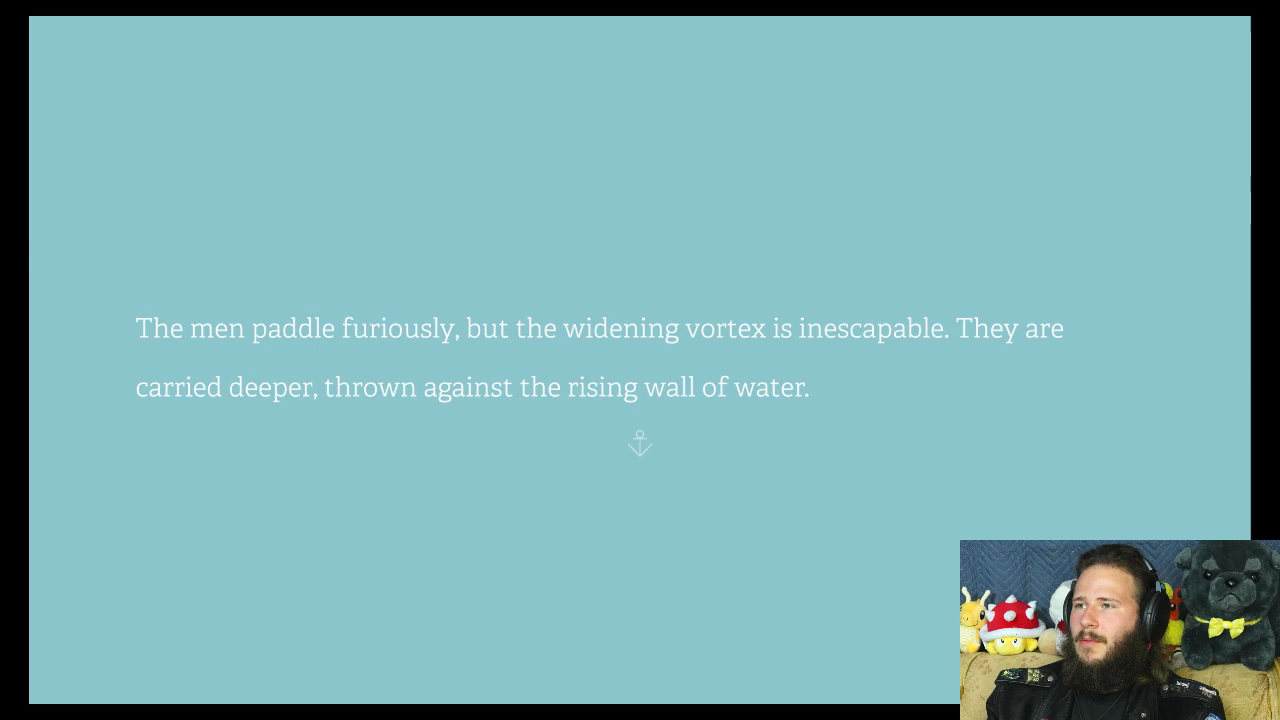 The men paddle furiously, but the widening vortex is inescapable. They are
carried deeper, thrown against the rising wall of water.